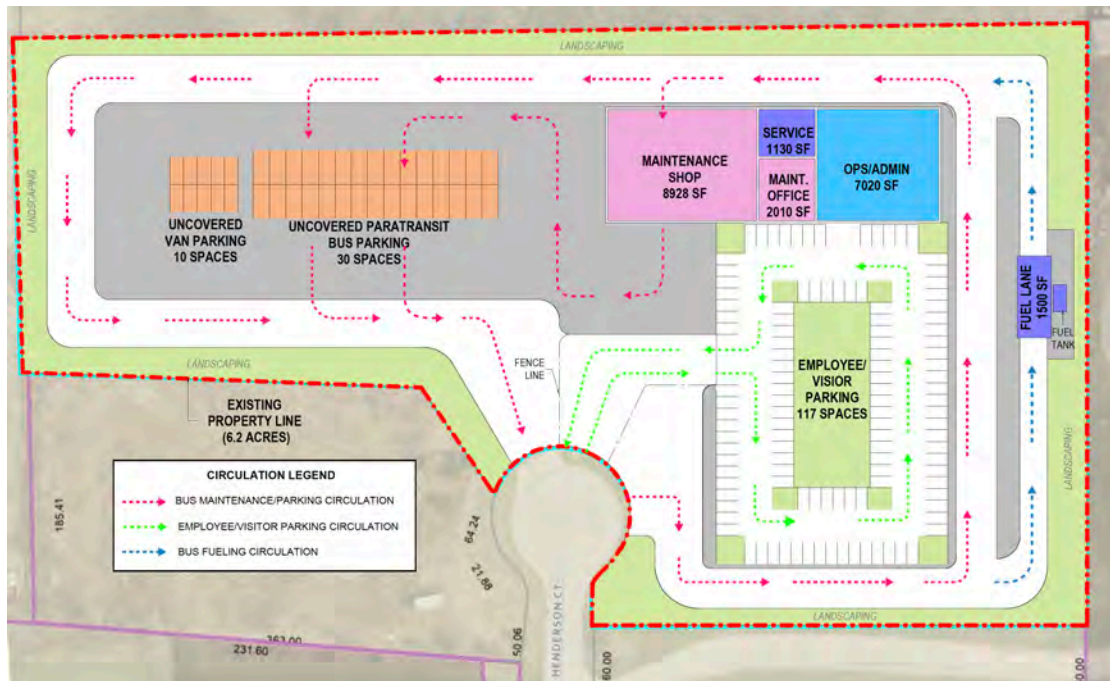 LANDSCAPING
SERVICE
1130 SF
MAINTENANCE
SHOP
8928 SF
MAINT.
OFFICE
2010 SF
OPS/ADMIN
7020 SF
LANDSCAPING
UNCOVERED
VAN PARKING
10 SPACES
UNCOVERED PARATRANSIT
BUS PARKING
30 SPACES
FUEL LANE
1500 SF
FUEL
TANK
LANDSCAPING
FENCE
LINE
EMPLOYEE/
VISIOR
PARKING
117 SPACES
LANDSCAPING
EXISTING
PROPERTY LINE
(6.2 ACRES)
CIRCULATION LEGEND
BUS MAINTENANCE/PARKING CIRCULATION
EMPLOYEE/VISITOR PARKING CIRCULATION
BUS FUELING CIRCULATION
185.41
64.24
21.88
LANDSCAPING
HENDERSON CT
263.00
231.60
50.06
60.00